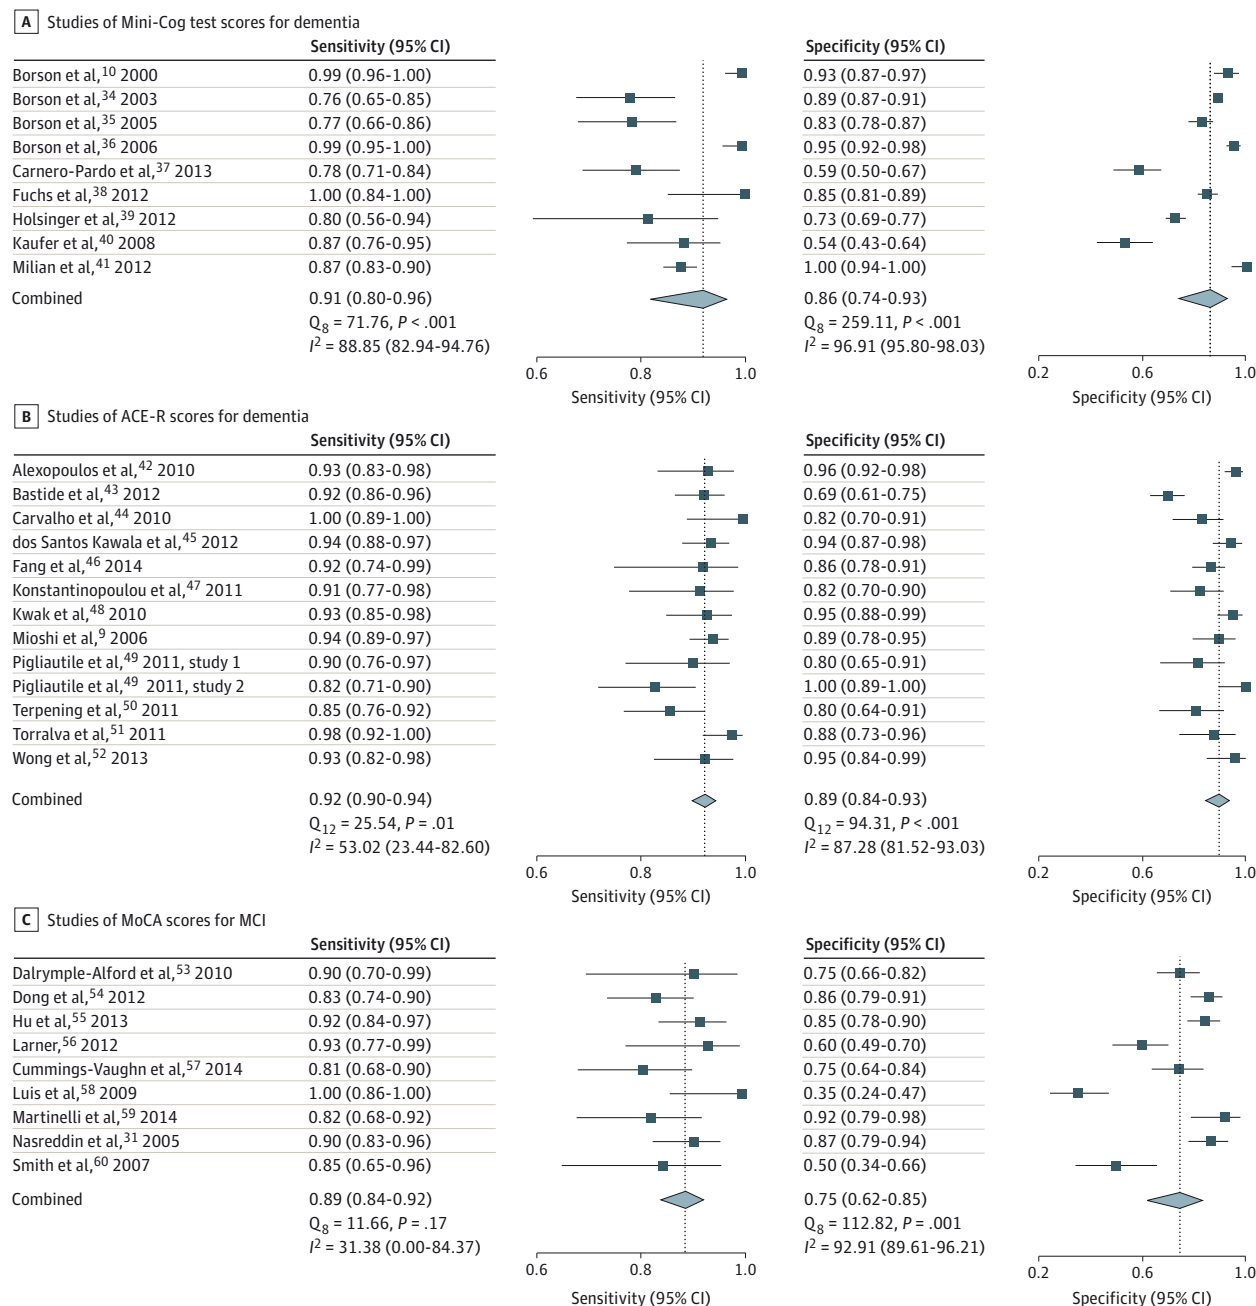 A Studies of Mini-Cog test scores for dementia
Sensitivity (95% CI) Specificity (95% CI)
Borson et al,10 2000 0.99 (0.96-1.00) 0.93 (0.87-0.97)
Borson et al,34 2003 0.76 (0.65-0.85) 0.89 (0.87-0.91)
Borson et al,35 2005 0.77 (0.66-0.86) 0.83 (0.78-0.87)
Borson et al,36 2006 0.99 (0.95-1.00) 0.95 (0.92-0.98)
Carnero-Pardo et al,37 2013 0.78 (0.71-0.84) 0.59 (0.50-0.67)
Fuchs et al,38 2012 1.00 (0.84-1.00) 0.85 (0.81-0.89)
Holsinger et al,39 2012 0.80 (0.56-0.94) 0.73 (0.69-0.77)
Kaufer et al,40 2008 0.87 (0.76-0.95) 0.54 (0.43-0.64)
Milian et al,41 2012 0.87 (0.83-0.90) 1.00 (0.94-1.00)
Combined 0.91 (0.80-0.96) 0.86 (0.74-0.93)
Q8 = 71.76, P < .001 Q8 = 259.11, P < .001
I2 = 88.85 (82.94-94.76) I2 = 96.91 (95.80-98.03)
0.6 0.8 1.0 0.2 0.6 1.0
Sensitivity (95% CI) Specificity (95% CI)
B Studies of ACE-R scores for dementia
Sensitivity (95% CI) Specificity (95% CI)
Alexopoulos et al,42 2010 0.93 (0.83-0.98) 0.96 (0.92-0.98)
Bastide et al,43 2012 0.92 (0.86-0.96) 0.69 (0.61-0.75)
Carvalho et al,44 2010 1.00 (0.89-1.00) 0.82 (0.70-0.91)
dos Santos Kawala et al,45 2012 0.94 (0.88-0.97) 0.94 (0.87-0.98)
Fang et al,46 2014 0.92 (0.74-0.99) 0.86 (0.78-0.91)
Konstantinopoulou et al,47 2011 0.91 (0.77-0.98) 0.82 (0.70-0.90)
Kwak et al,48 2010 0.93 (0.85-0.98) 0.95 (0.88-0.99)
Mioshi et al,9 2006 0.94 (0.89-0.97) 0.89 (0.78-0.95)
Pigliautile et al,49 2011, study 1 0.90 (0.76-0.97) 0.80 (0.65-0.91)
Pigliautile et al,49 2011, study 2 0.82 (0.71-0.90) 1.00 (0.89-1.00)
Terpening et al,50 2011 0.85 (0.76-0.92) 0.80 (0.64-0.91)
Torralva et al,51 2011 0.98 (0.92-1.00) 0.88 (0.73-0.96)
Wong et al,52 2013 0.93 (0.82-0.98) 0.95 (0.84-0.99)
Combined 0.92 (0.90-0.94) 0.89 (0.84-0.93)
Q12 = 25.54, P = .01 Q12 = 94.31, P < .001
I2 = 53.02 (23.44-82.60) I2 = 87.28 (81.52-93.03)
0.6 0.8 1.0 0.2 0.6 1.0
Sensitivity (95% CI) Specificity (95% CI)
C Studies of MoCA scores for MCI
Sensitivity (95% CI) Specificity (95% CI)
Dalrymple-Alford et al,53 2010 0.90 (0.70-0.99) 0.75 (0.66-0.82)
Dong et al,54 2012 0.83 (0.74-0.90) 0.86 (0.79-0.91)
Hu et al,55 2013 0.92 (0.84-0.97) 0.85 (0.78-0.90)
Larner,56 2012 0.93 (0.77-0.99) 0.60 (0.49-0.70)
Cummings-Vaughn et al,57 2014 0.81 (0.68-0.90) 0.75 (0.64-0.84)
Luis et al,58 2009 1.00 (0.86-1.00) 0.35 (0.24-0.47)
Martinelli et al,59 2014 0.82 (0.68-0.92) 0.92 (0.79-0.98)
Nasreddin et al,31 2005 0.90 (0.83-0.96) 0.87 (0.79-0.94)
Smith et al,60 2007 0.85 (0.65-0.96) 0.50 (0.34-0.66)
Combined 0.89 (0.84-0.92) 0.75 (0.62-0.85)
Q8 = 11.66, P = .17 Q8 = 112.82, P = .001
I2 = 31.38 (0.00-84.37) I2 = 92.91 (89.61-96.21)
0.6 0.8 1.0 0.2 0.6 1.0
Sensitivity (95% CI) Specificity (95% CI)